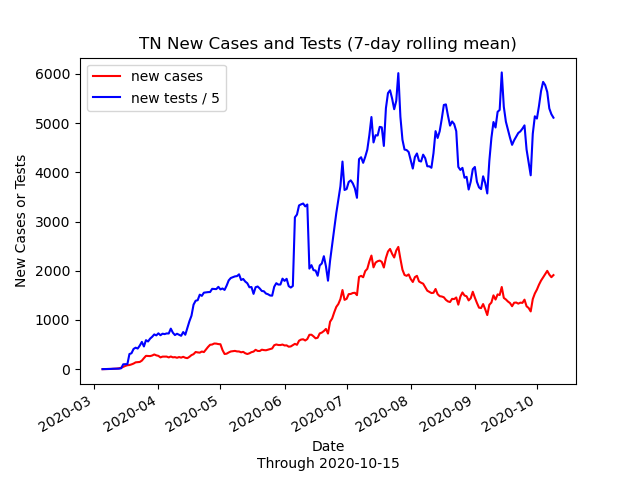 TN New Cases and Tests (7-day rolling mean)
new cases
new tests / 5
New Cases or Tests
6000
5000
4000
3000
2000
1000
0
2020-03
2020-04
2020-05
2020-06
2020-07
2020-08
2020-09
2020-10
Date
Through 2020-10-15